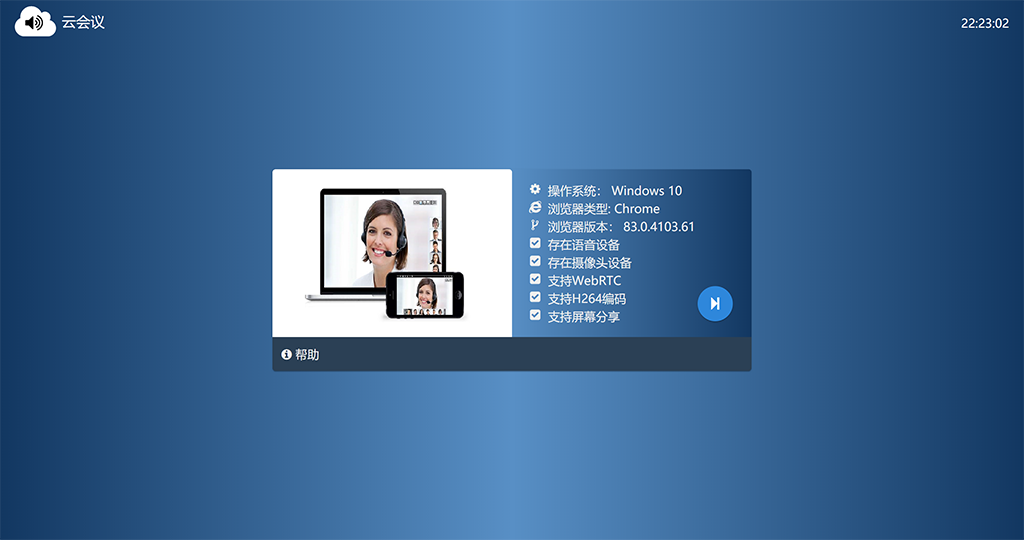 云会议
22:23:02
操作系统： Windows 10
浏览器类型: Chrome
浏览器版本： 83.0.4103.61
存在语音设备
存在摄像头设备
支持WebRTC
支持H264编码
支持屏幕分享
帮助